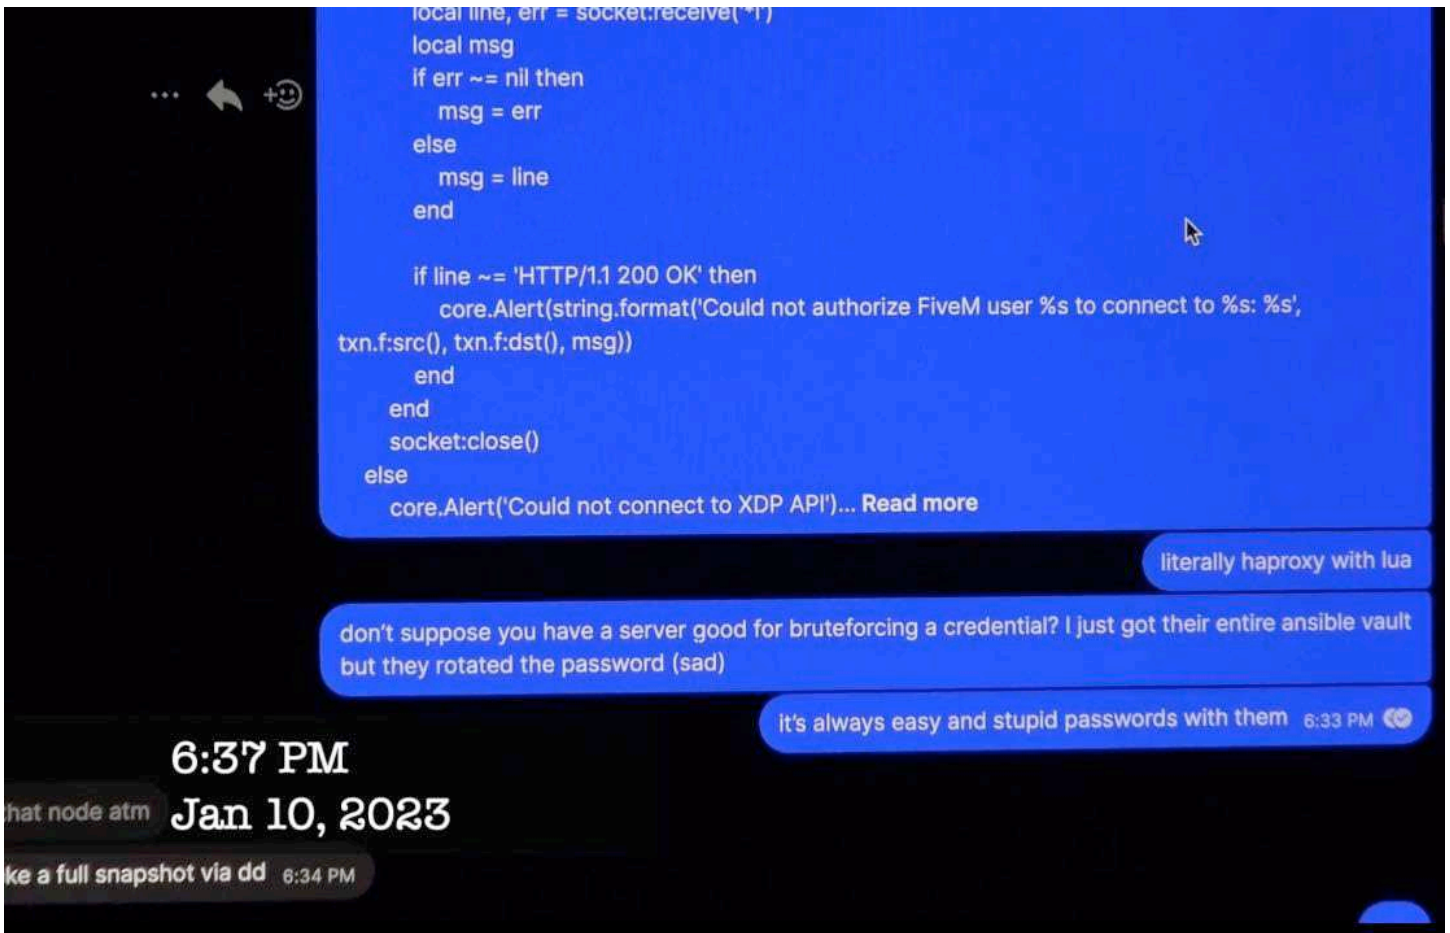 local line, err = socket:receive('*l')
local msg
if err ~= nil then
msg = err
else
msg = line
end
if line ~= 'HTTP/1.1 200 OK' then
core.Alert(string.format('Could not authorize FiveM user %s to connect to %s: %s',
txn.f:src(), txn.f:dst(), msg))
end
end
socket:close()
else
core.Alert('Could not connect to XDP API')... Read more
literally haproxy with lua
don't suppose you have a server good for bruteforcing a credential? I just got their entire ansible vault
but they rotated the password (sad)
it's always easy and stupid passwords with them 6:33 PM
6:37 PM
hat node atm
Jan 10, 2023
ke a full snapshot via dd 6:34 PM